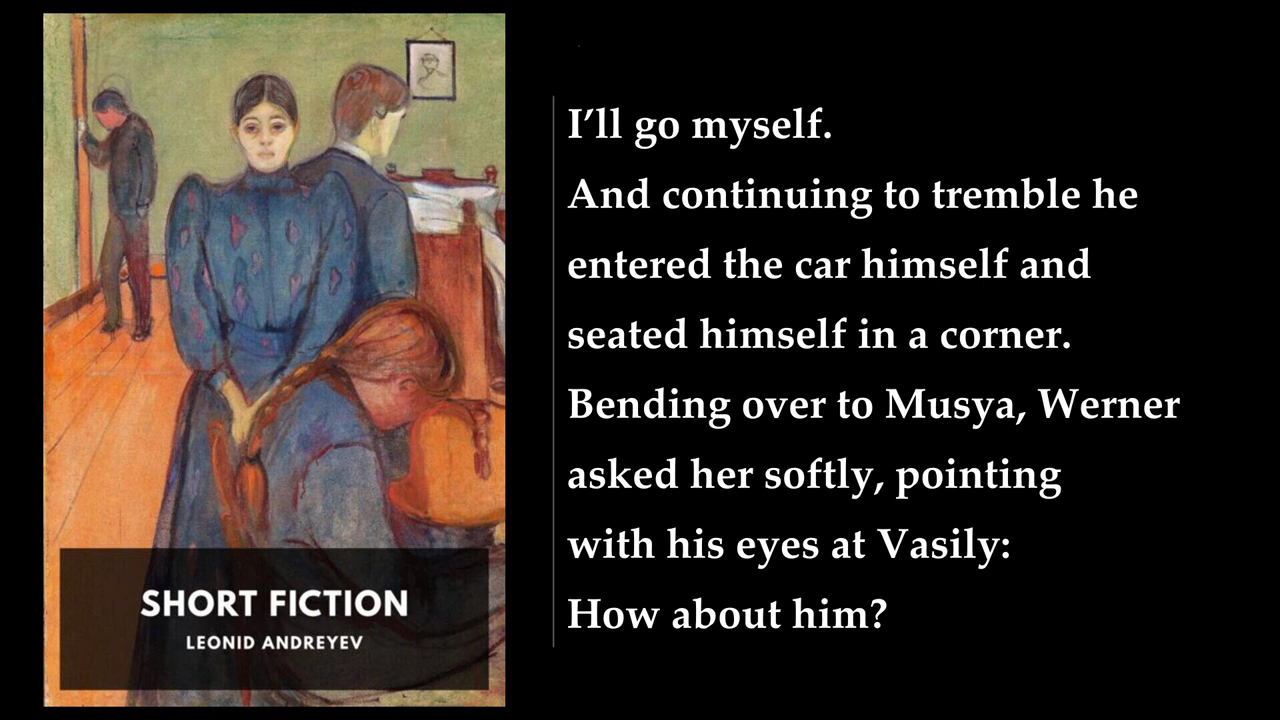 SHORT FICTION
LEONID ANDREYEV
I’ll go myself.
And continuing to tremble he
entered the car himself and
seated himself in a corner.
Bending over to Musya, Werner
asked her softly, pointing
with his eyes at Vasily:
How about him?